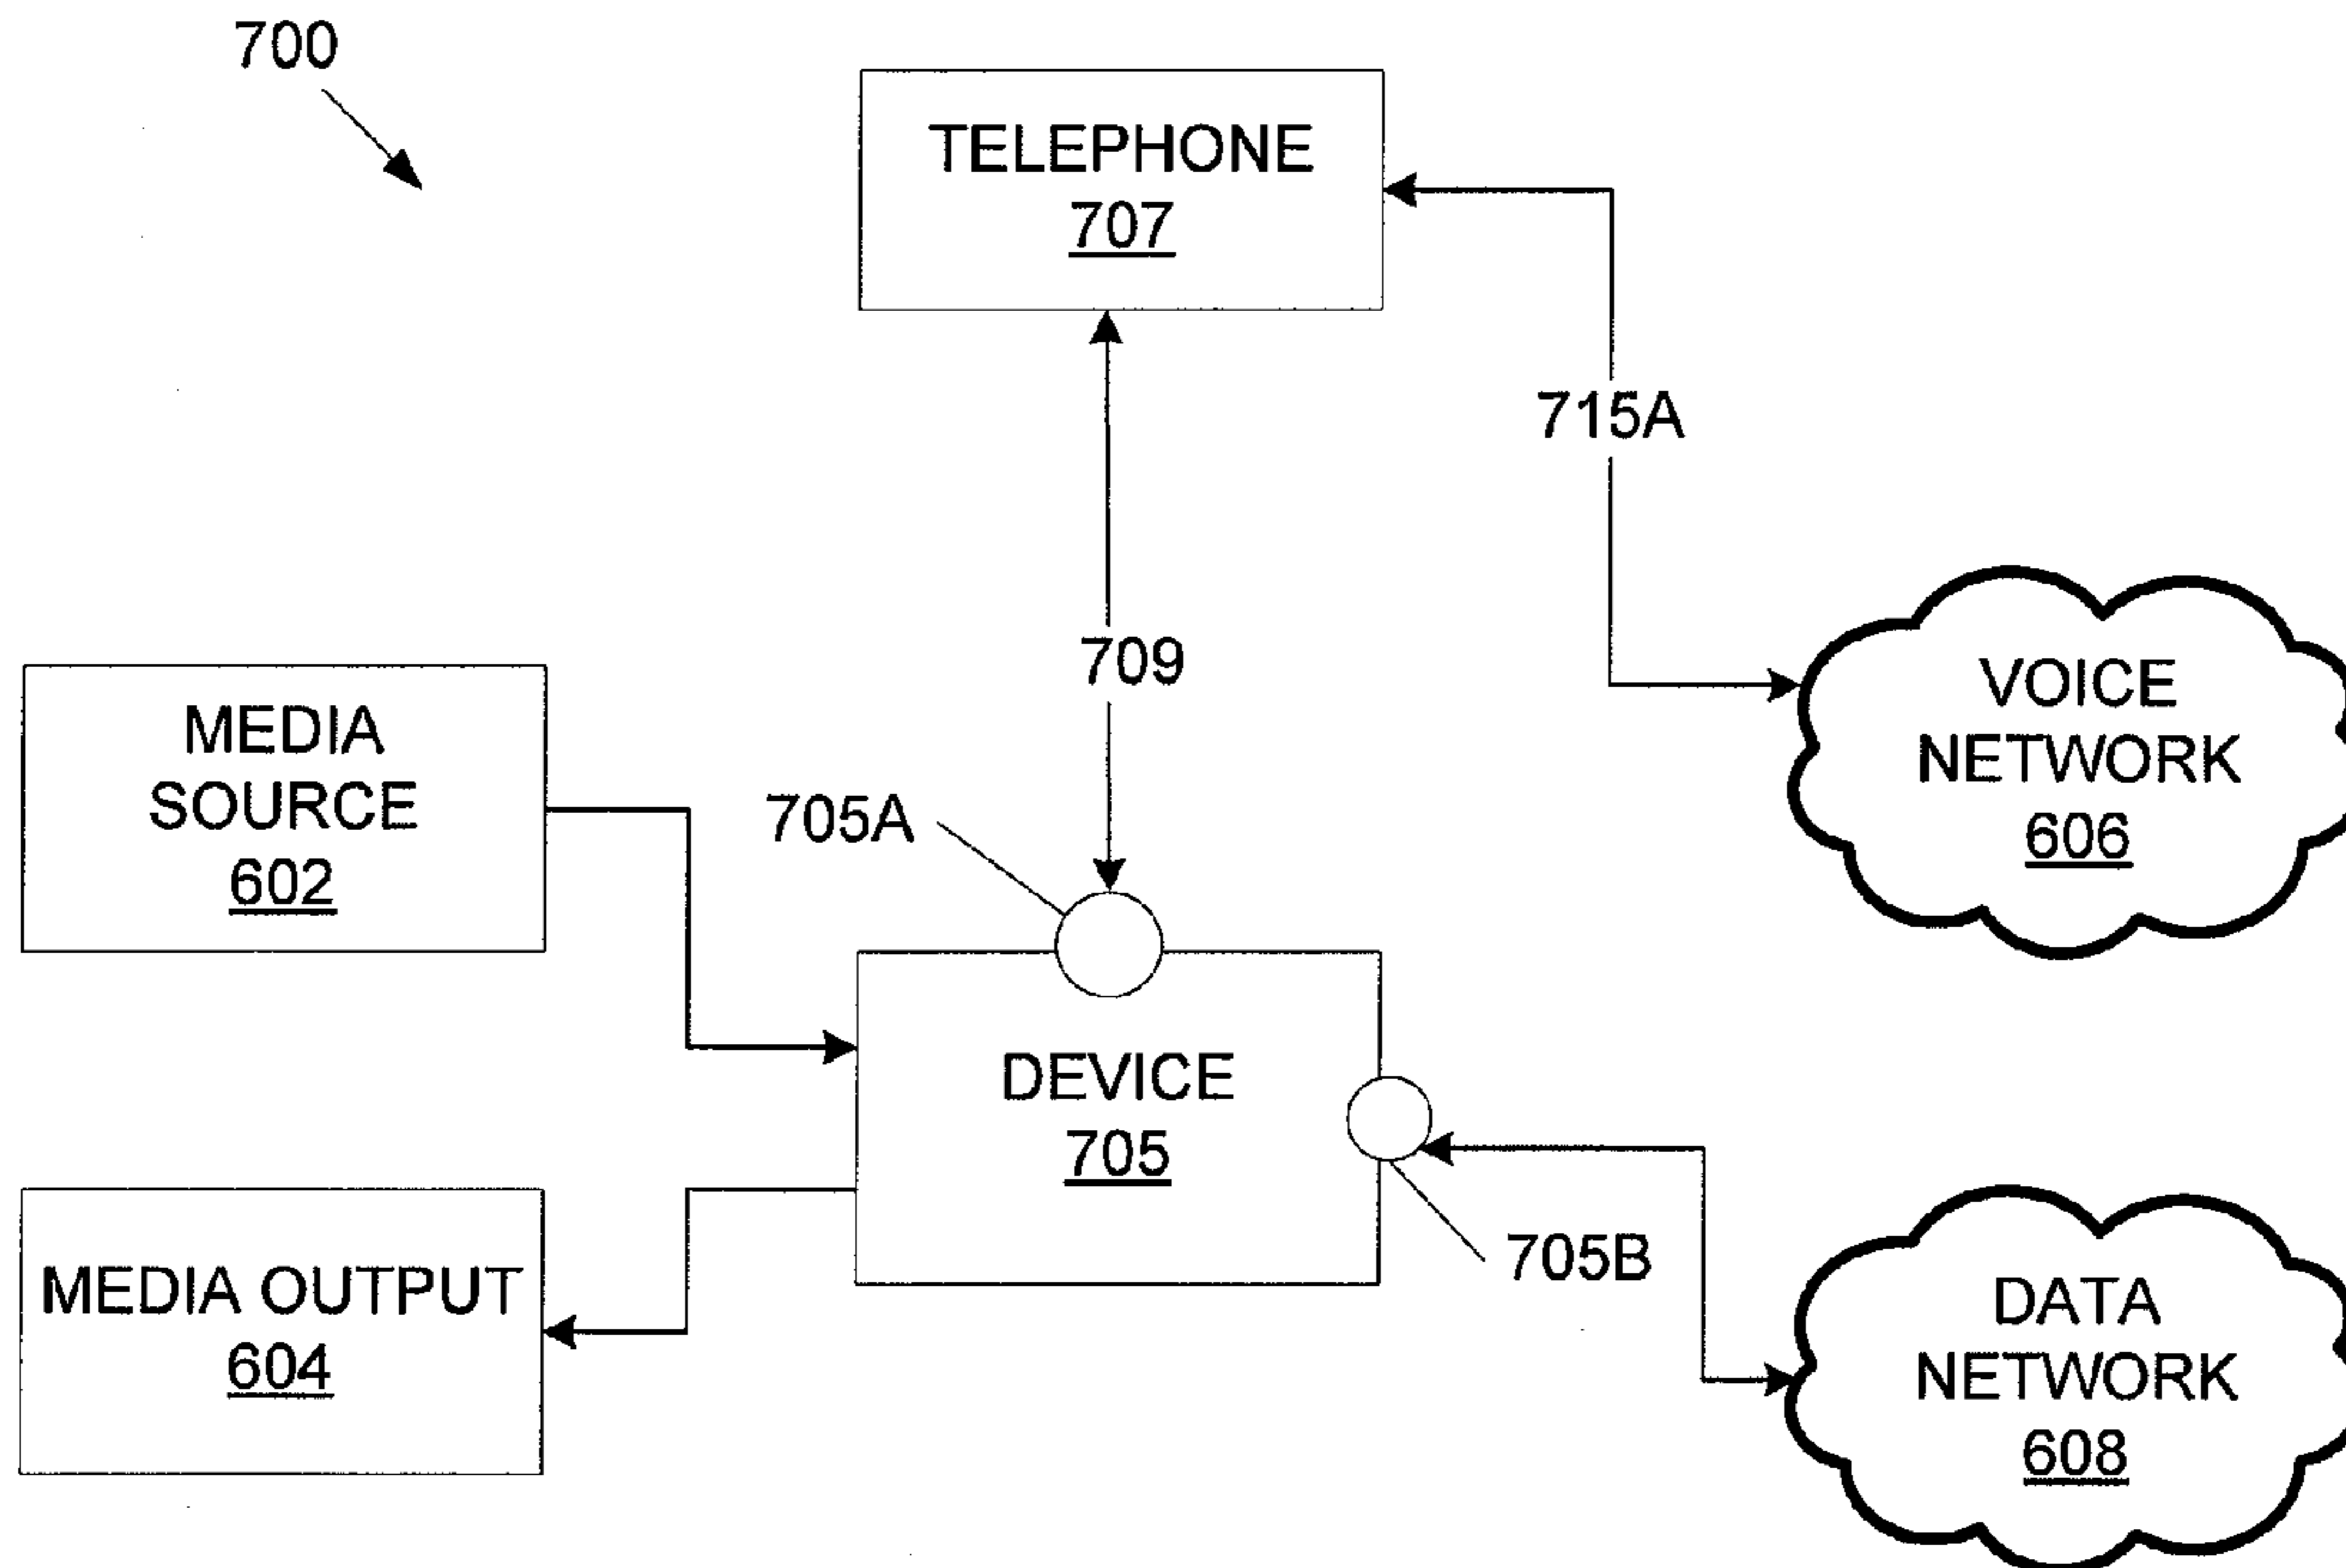 700
TELEPHONE
707
715A
709
VOICE
NETWORK
606
MEDIA
SOURCE
602
705A
DEVICE
705
705B
MEDIA OUTPUT
604
DATA
NETWORK
608